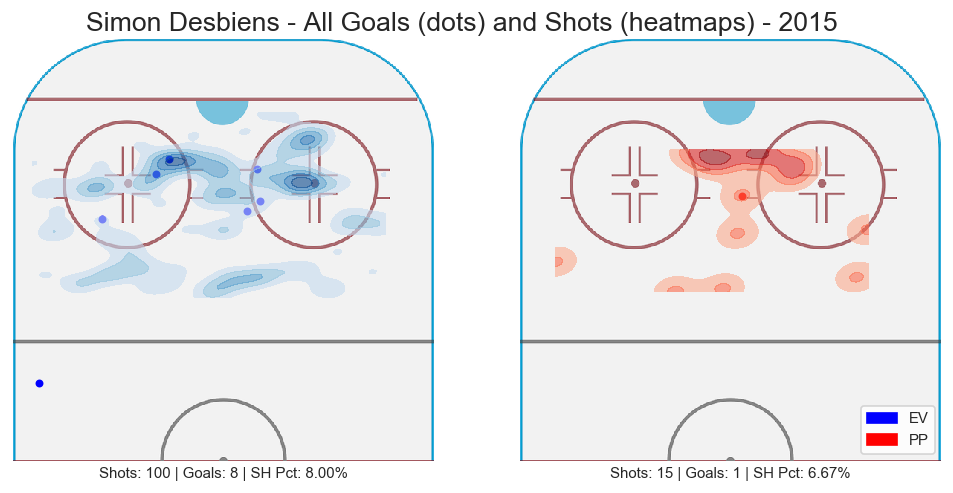 Simon Desbiens - All Goals (dots) and Shots (heatmaps) - 2015
EV
PP
Shots: 100 | Goals: 8 | SH Pct: 8.00%
Shots: 15 | Goals: 1 | SH Pct: 6.67%